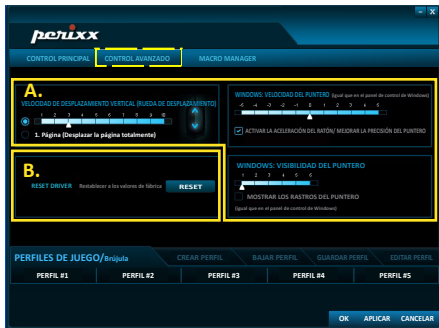 perixx
CONTROL PRINCIPAL CONTROL AVANZADO MACRO MANAGER
A.
VELOCIDAD DE DESPLAZAMIENTO VERTICAL (RUEDA DE DESPLAZAMIENTO)
1 2 3 4 5 6 7 8 9 10
1. Página (Desplazar la página totalmente)
WINDOWS: VELOCIDAD DEL PUNTERO (Igual que en el panel de control de Windows)
-5 -4 -3 -2 -1 0 1 2 3 4 5
ACTIVAR LA ACELERACIÓN DEL RATÓN/ MEJORAR LA PRECISIÓN DEL PUNTERO
B.
RESET DRIVER Restablecer a los valores de fábrica RESET
WINDOWS: VISIBILIDAD DEL PUNTERO
1 2 3 4 5 6
MOSTRAR LOS RASTROS DEL PUNTERO
(Igual que en el panel de control de Windows)
PERFILES DE JUEGO/Brújula CREAR PERFIL BAJAR PERFIL GUARDAR PERFIL EDITAR PERFIL
PERFIL #1 PERFIL #2 PERFIL #3 PERFIL #4 PERFIL #5
OK APLICAR CANCELAR